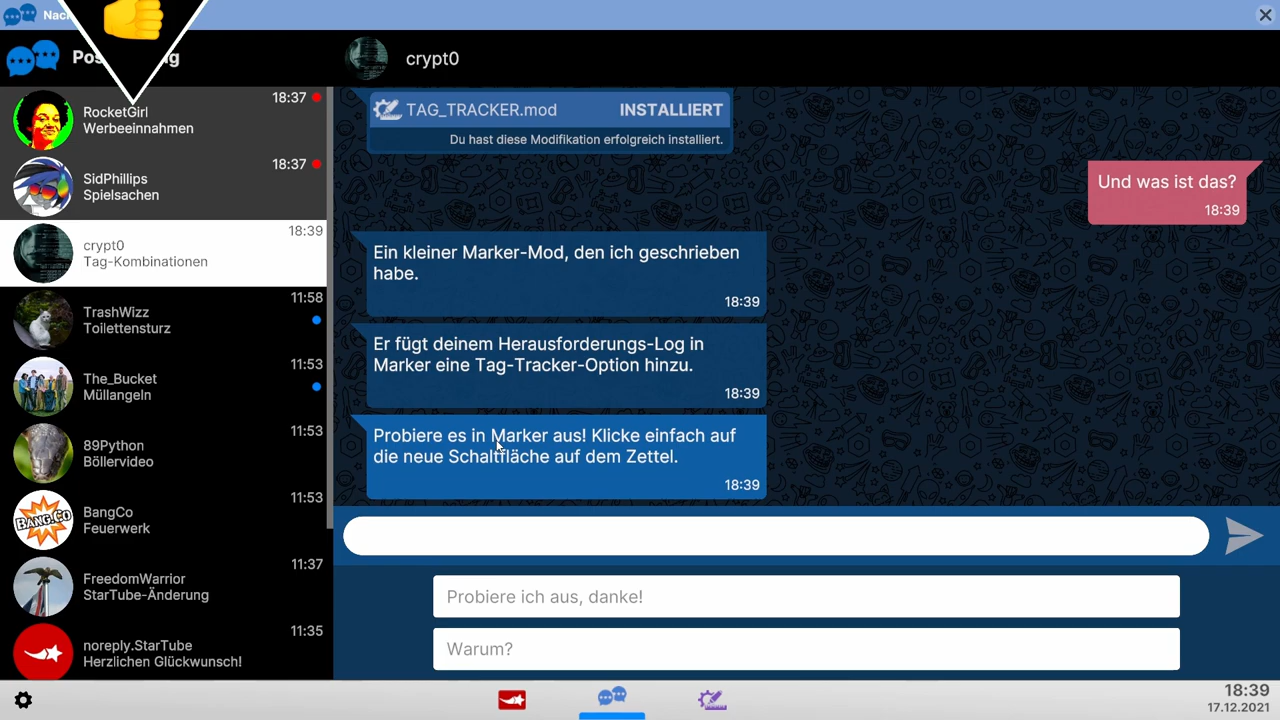 Nac
Pos
g
RocketGirl
Werbeeinnahmen
18:37
SidPhillips
Spielsachen
18:37
crypt0
Tag-Kombinationen
18:39
TrashWizz
Toilettensturz
11:58
The_Bucket
Müllangeln
11:53
89Python
Böllervideo
11:53
BANG.CO
BangCo
Feuerwerk
11:53
FreedomWarrior
StarTube-Änderung
11:37
noreply.StarTube
Herzlichen Glückwunsch!
11:35
crypt0
TAG_TRACKER.mod INSTALLIERT
Du hast diese Modifikation erfolgreich installiert.
Und was ist das?
18:39
Ein kleiner Marker-Mod, den ich geschrieben
habe.
18:39
Er fügt deinem Herausforderungs-Log in
Marker eine Tag-Tracker-Option hinzu.
18:39
Probiere es in Marker aus! Klicke einfach auf
die neue Schaltfläche auf dem Zettel.
18:39
Probiere ich aus, danke!
Warum?
18:39
17.12.2021